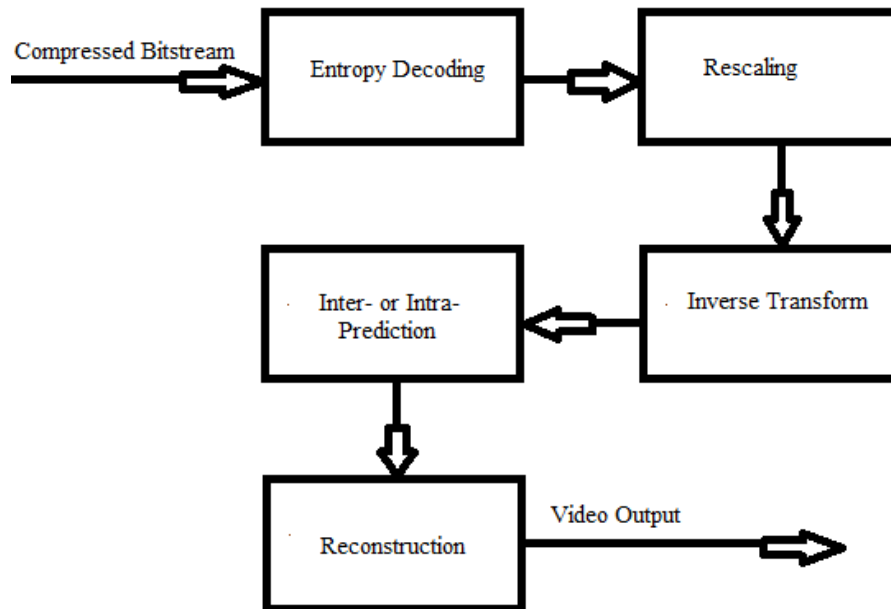 Compressed Bitstream
Entropy Decoding
Rescaling
Inverse Transform
Inter- or Intra-
Prediction
Reconstruction
Video Output